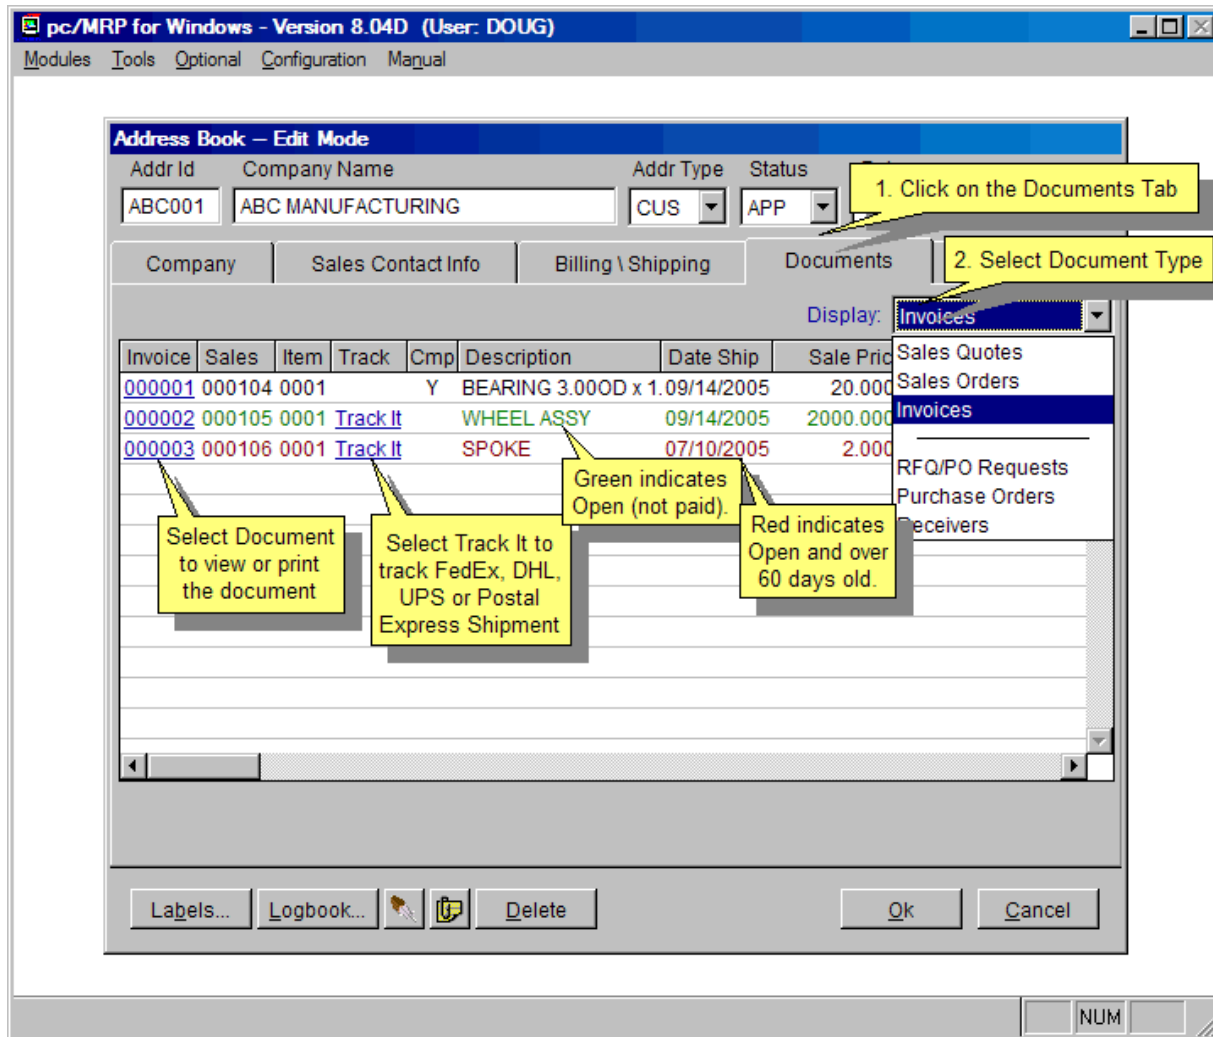 pc/MRP for Windows - Version 8.04D (User: DOUG)
Modules Tools Optional Configuration Manual
Address Book – Edit Mode
Addr Id Company Name Addr Type Status
ABC001 ABC MANUFACTURING CUS APP
1. Click on the Documents Tab
Company Sales Contact Info Billing \ Shipping Documents
2. Select Document Type
Display: Invoices
Invoice Sales Item Track Cmp Description Date Ship Sale Pric
000001 000104 0001 Y BEARING 3.00OD x 1. 09/14/2005 20.000
000002 000105 0001 Track It WHEEL ASSY 09/14/2005 2000.000
000003 000106 0001 Track It SPOKE 07/10/2005 2.000
Sales Quotes
Sales Orders
Invoices
RFQ/PO Requests
Purchase Orders
Receivers
Select Document
to view or print
the document
Select Track It to
track FedEx, DHL,
UPS or Postal
Express Shipment
Green indicates
Open (not paid).
Red indicates
Open and over
60 days old.
Labels... Logbook... Delete Ok Cancel
NUM